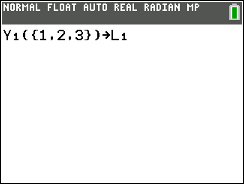 NORMAL FLOAT AUTO REAL RADIAN MP
Y₁({1,2,3})→L₁